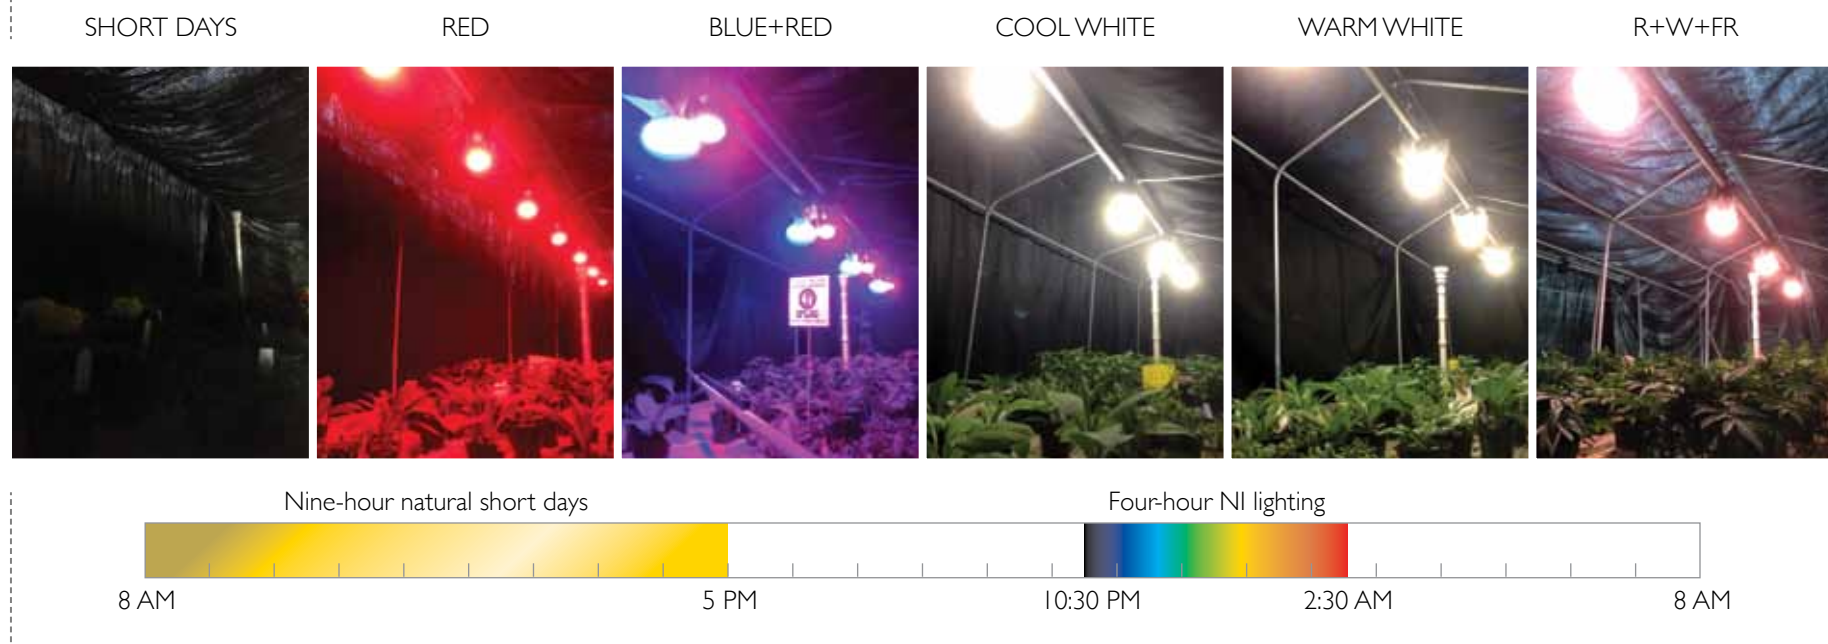 SHORT DAYS
RED
BLUE+RED
COOL WHITE
WARM WHITE
R+W+FR
Nine-hour natural short days
Four-hour NI lighting
8 AM
5 PM
10:30 PM
2:30 AM
8 AM